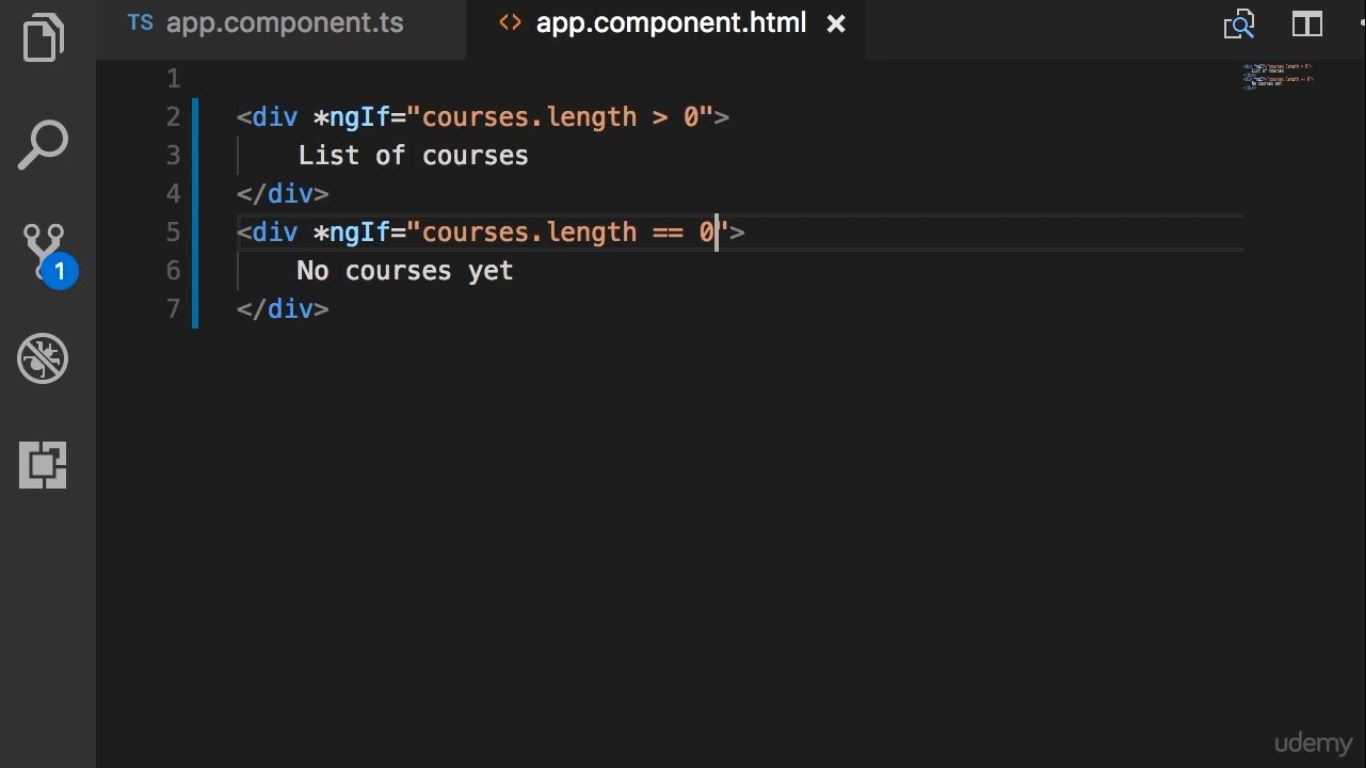 TS app.component.ts <> app.component.html ×
1
2 <div *ngIf="courses.length > 0">
3 List of courses
4 </div>
5 <div *ngIf="courses.length == 0">
6 No courses yet
7 </div>
1
udemy